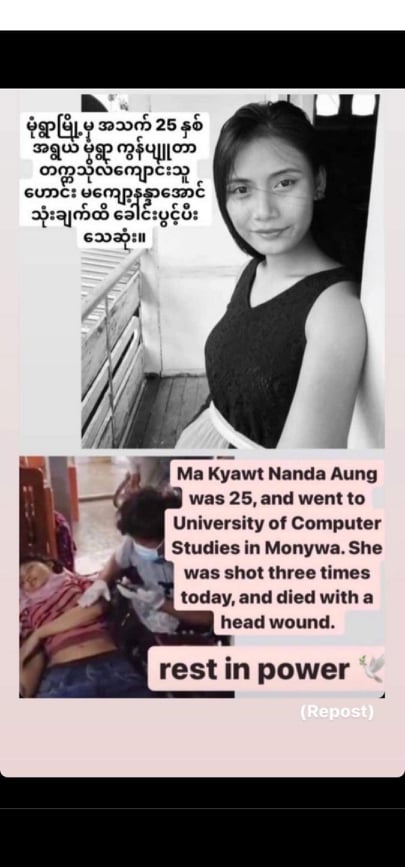 မုံရွာမြို့မှ အသက် 25 နှစ်
အရွယ် မုံရွာ ကွန်ပျူတာ
တက္ကသိုလ်ကျောင်းသူ
ဟောင်း မကျော့နန္ဒာအောင်
သုံးချက်ထိ ခေါင်းပွင့်ပြီး
သေဆုံး။
Ma Kyawt Nanda Aung
was 25, and went to
University of Computer
Studies in Monywa. She
was shot three times
today, and died with a
head wound.
rest in power 🕊️
(Repost)